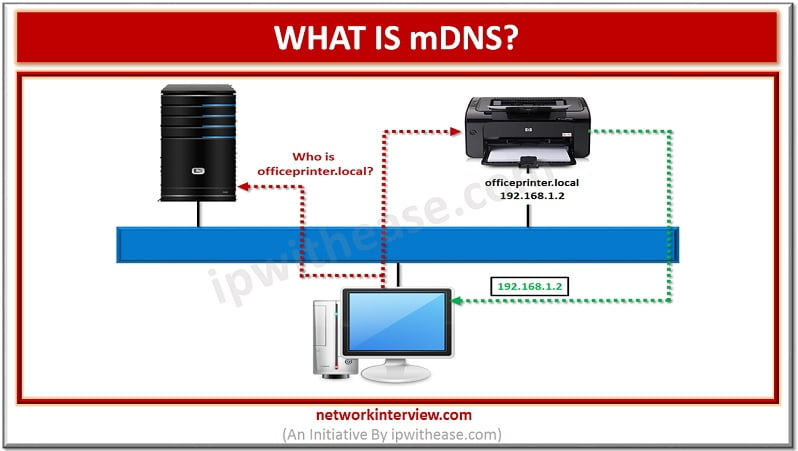 WHAT IS mDNS?
Who is
officeprinter.local?
hp
officeprinter.local
192.168.1.2
ipwithease.com
192.168.1.2
networkinterview.com
(An Initiative By ipwithease.com)